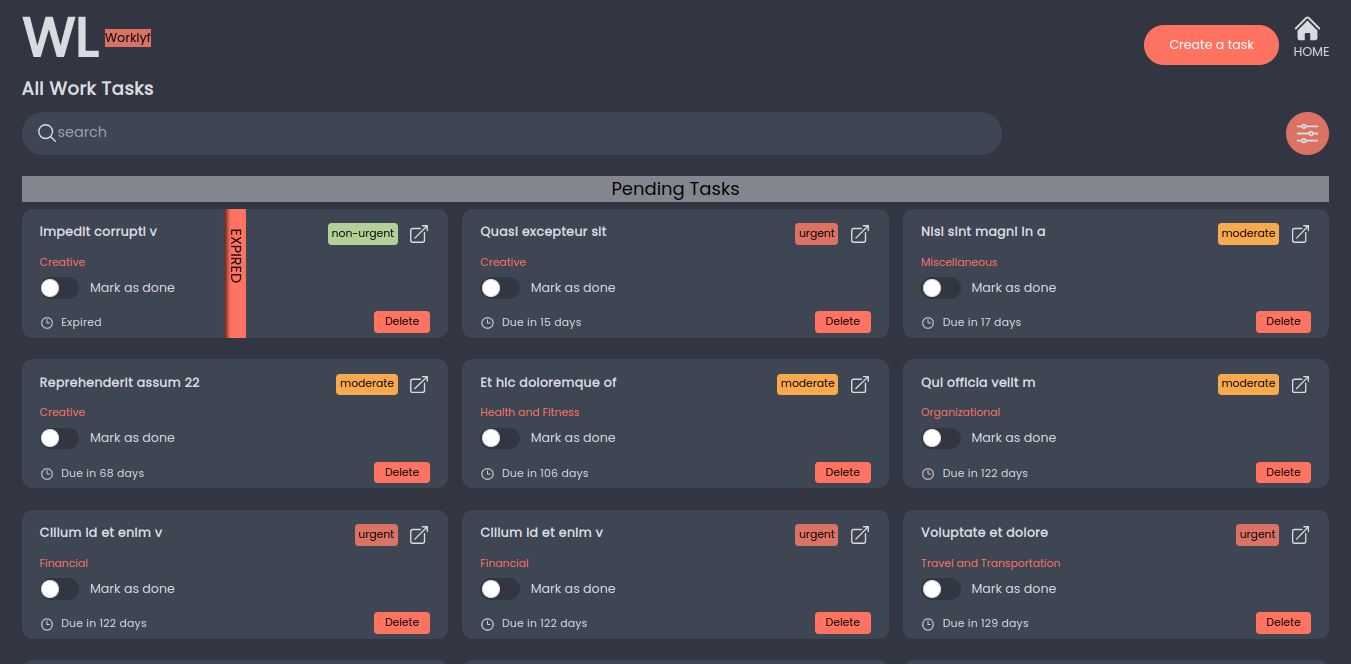 WL Worklyf
Create a task
HOME
All Work Tasks
search
Pending Tasks
Impedit corrupti v
non-urgent
Creative
Mark as done
Expired
Delete
EXPIRED
Quasi excepteur sit
urgent
Creative
Mark as done
Due in 15 days
Delete
Nisi sint magni in a
moderate
Miscellaneous
Mark as done
Due in 17 days
Delete
Reprehenderit assum 22
moderate
Creative
Mark as done
Due in 68 days
Delete
Et hic doloremque of
moderate
Health and Fitness
Mark as done
Due in 106 days
Delete
Qui officia velit m
moderate
Organizational
Mark as done
Due in 122 days
Delete
Cillum id et enim v
urgent
Financial
Mark as done
Due in 122 days
Delete
Cillum id et enim v
urgent
Financial
Mark as done
Due in 122 days
Delete
Voluptate et dolore
urgent
Travel and Transportation
Mark as done
Due in 129 days
Delete